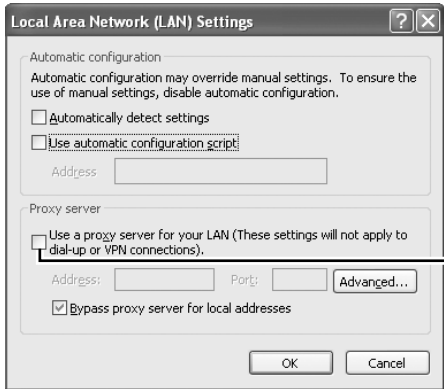 Local Area Network (LAN) Settings
Automatic configuration
Automatic configuration may override manual settings. To ensure the
use of manual settings, disable automatic configuration.
Automatically detect settings
Use automatic configuration script
Address
Proxy server
Use a proxy server for your LAN (These settings will not apply to
dial-up or VPN connections).
Address: Port: Advanced...
Bypass proxy server for local addresses
OK Cancel